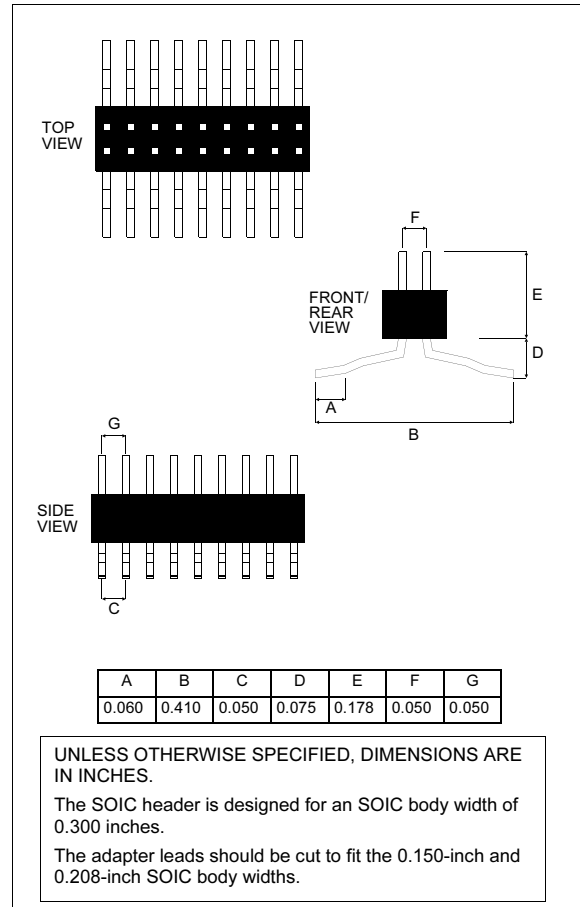 TOP
VIEW
F
FRONT/
REAR
VIEW
E
D
A
B
G
SIDE
VIEW
C
A B C D E F G
0.060 0.410 0.050 0.075 0.178 0.050 0.050
UNLESS OTHERWISE SPECIFIED, DIMENSIONS ARE
IN INCHES.
The SOIC header is designed for an SOIC body width of
0.300 inches.
The adapter leads should be cut to fit the 0.150-inch and
0.208-inch SOIC body widths.